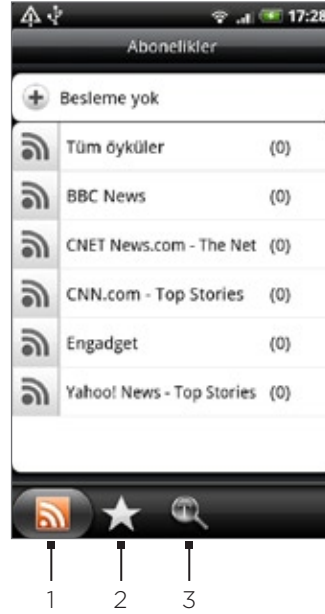 17:28
Abonelikler
Besleme yok
Tüm öyküler (0)
BBC News (0)
CNET News.com - The Net (0)
CNN.com - Top Stories (0)
Engadget (0)
Yahoo! News - Top Stories (0)
1 2 3